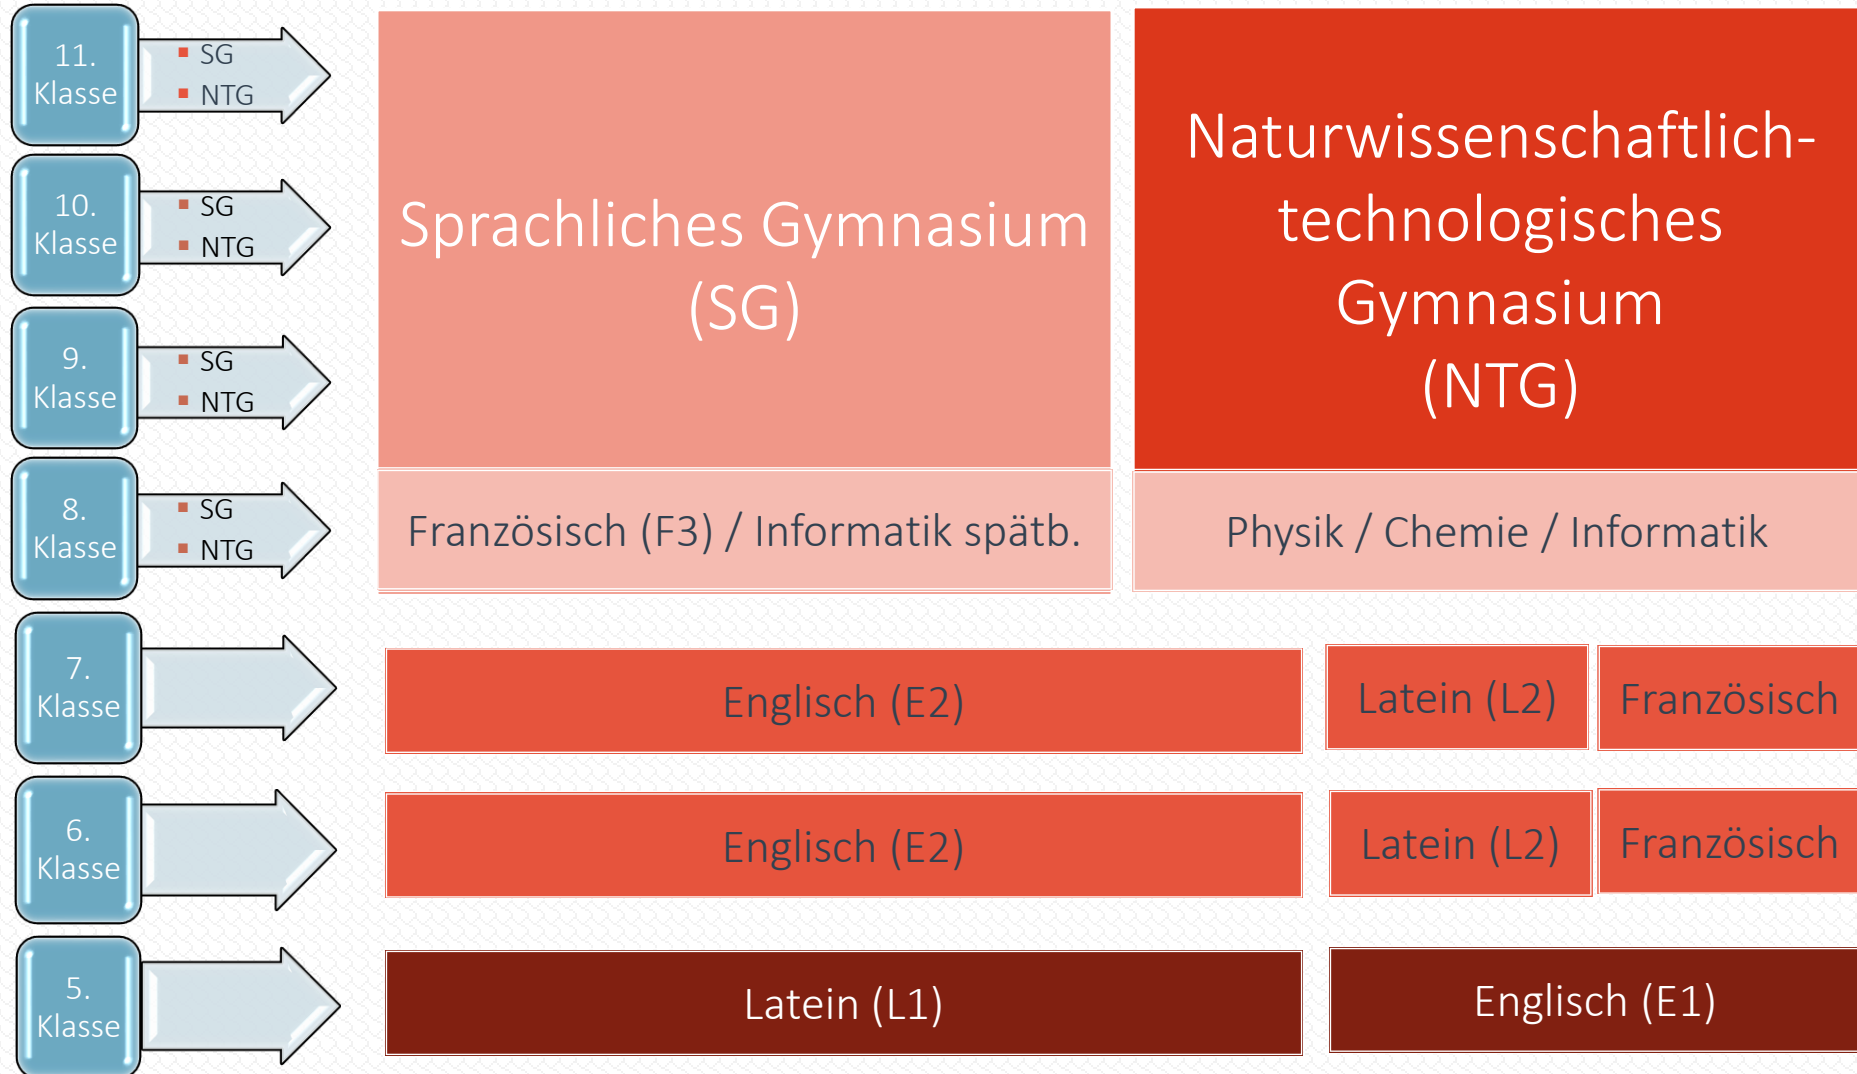 11.
Klasse
SG
NTG
10.
Klasse
SG
NTG
9.
Klasse
SG
NTG
8.
Klasse
SG
NTG
7.
Klasse
6.
Klasse
5.
Klasse
Sprachliches Gymnasium
(SG)
Naturwissenschaftlich-
technologisches
Gymnasium
(NTG)
Französisch (F3) / Informatik spätb.
Physik / Chemie / Informatik
Englisch (E2)
Latein (L2)
Französisch
Englisch (E2)
Latein (L2)
Französisch
Latein (L1)
Englisch (E1)